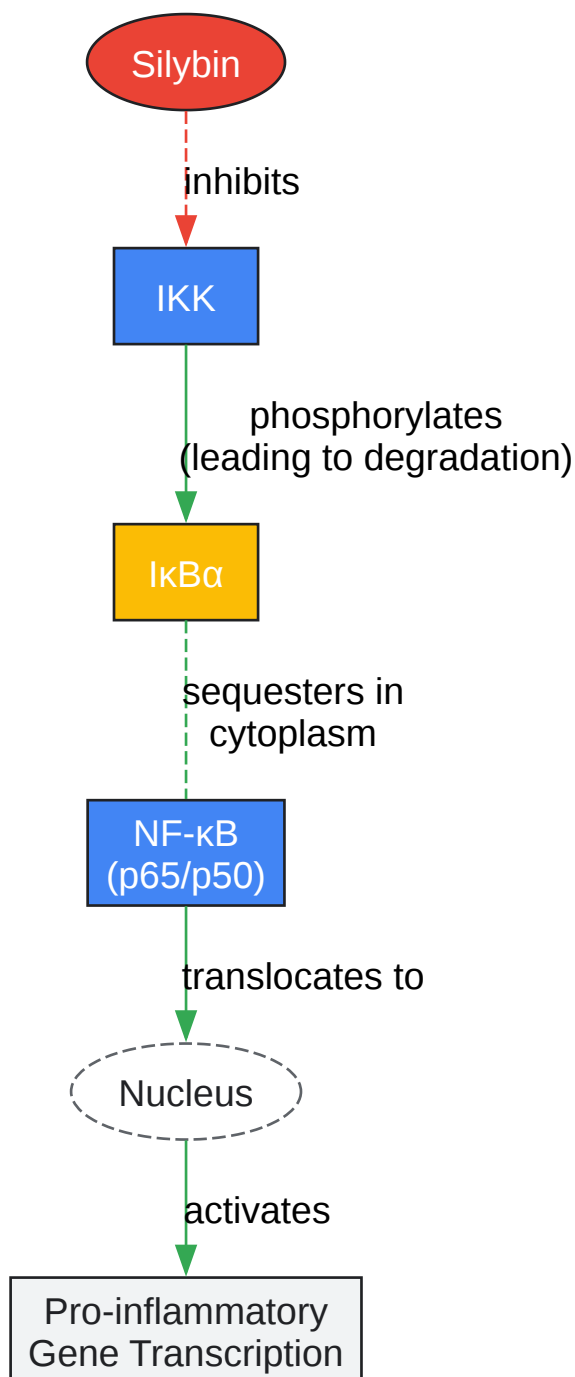 Silybin
inhibits
IKK
phosphorylates
(leading to degradation)
IκBα
sequesters in
cytoplasm
NF-κB
(p65/p50)
translocates to
Nucleus
activates
Pro-inflammatory
Gene Transcription